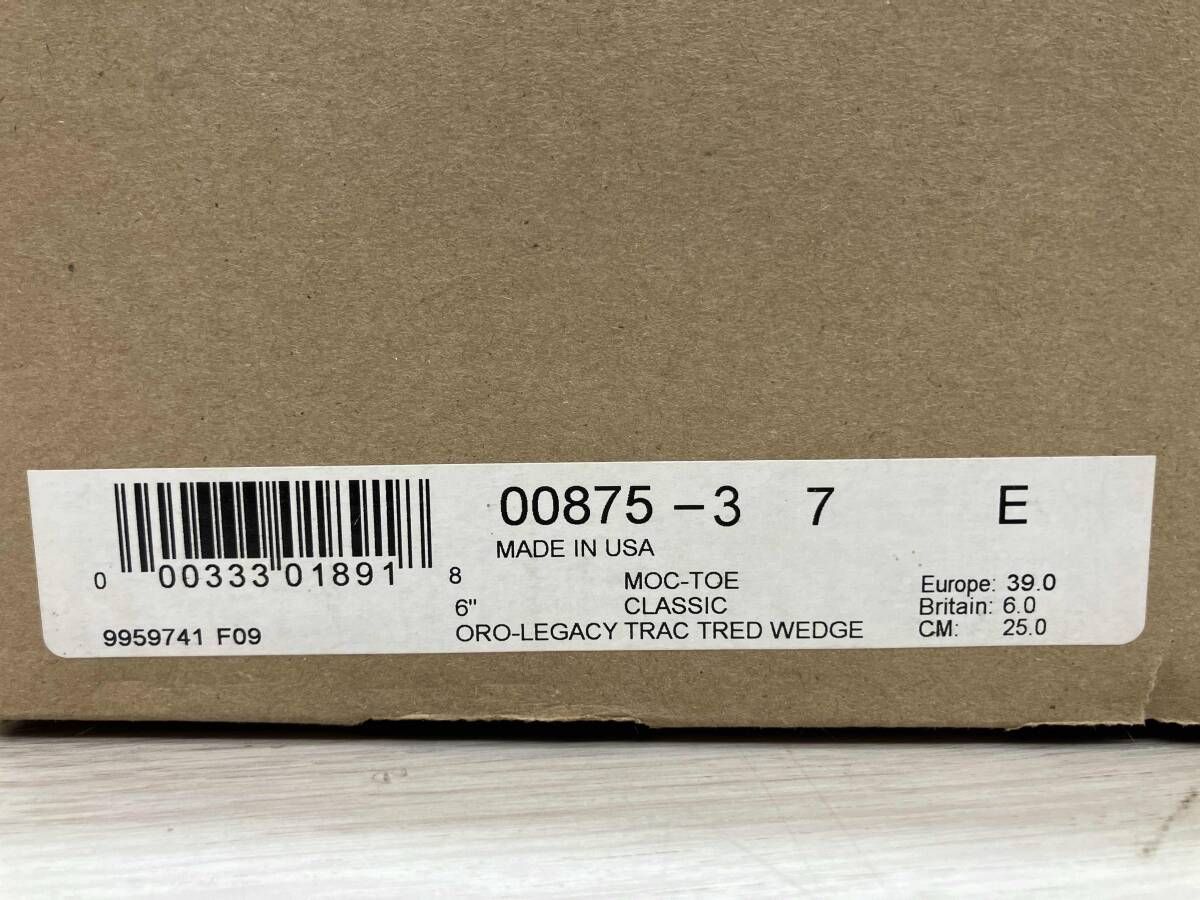 00875-3 7 E
MADE IN USA
0 00333 01891 8
MOC-TOE
6" CLASSIC
ORO-LEGACY TRAC TRED WEDGE
9959741 F09
Europe: 39.0
Britain: 6.0
CM: 25.0